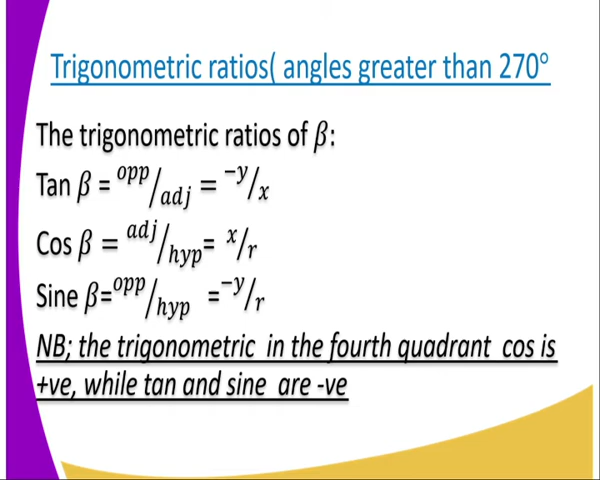 Trigonometric ratios( angles greater than 270°
The trigonometric ratios of β:
Tan β = opp/adj = −y/x
Cos β = adj/hyp= x/r
Sine β=opp/hyp =−y/r
NB; the trigonometric in the fourth quadrant cos is
+ve, while tan and sine are -ve